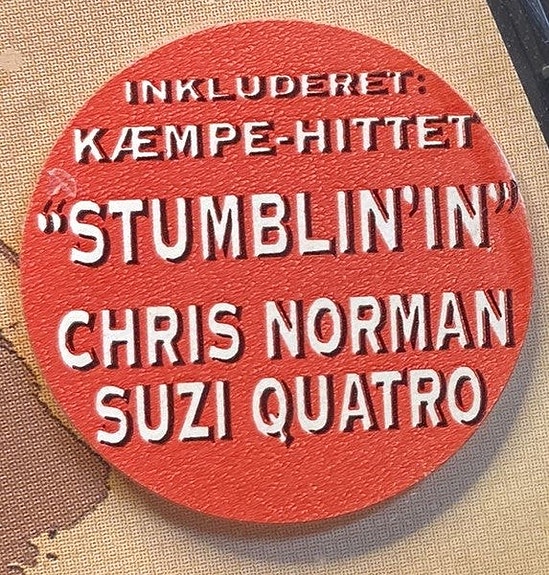 INKLUDERET:
KÆMPE-HITTET
“STUMBLIN’IN”
CHRIS NORMAN
SUZI QUATRO